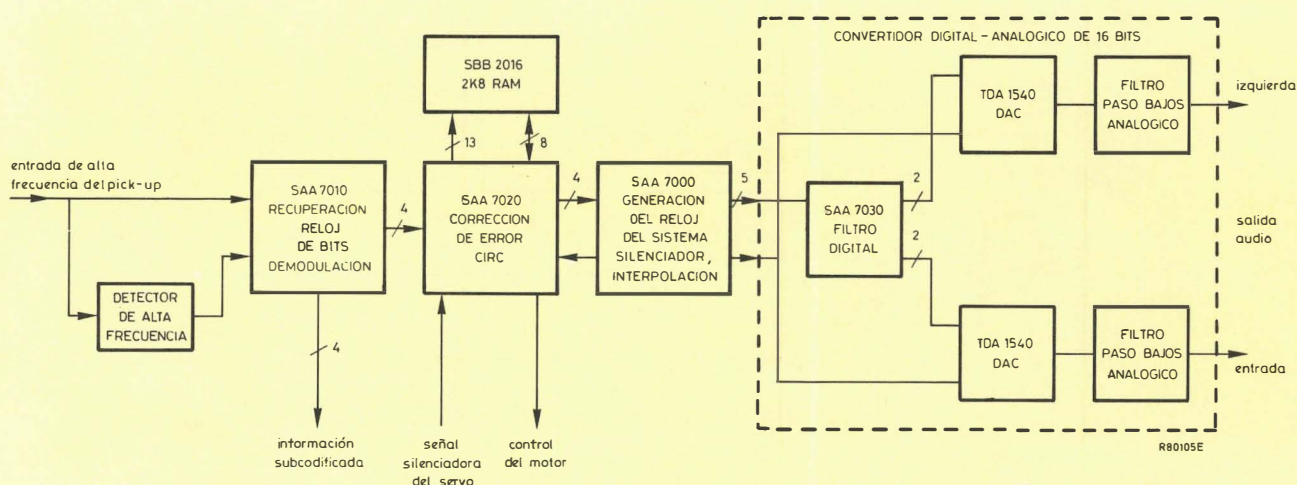 CONVERTIDOR DIGITAL - ANALOGICO DE 16 BITS
SBB 2016
2K8 RAM
13
8
entrada de alta
frecuencia del pick-up
SAA 7010
RECUPERACION
RELOJ
DE BITS
DEMODULACION
4
SAA 7020
CORRECCION
DE ERROR
CIRC
4
SAA 7000
GENERACION
DEL RELOJ
DEL SISTEMA
SILENCIADOR,
INTERPOLACION
5
SAA 7030
FILTRO
DIGITAL
2
2
TDA 1540
DAC
FILTRO
PASO BAJOS
ANALOGICO
izquierda
salida
audio
TDA 1540
DAC
FILTRO
PASO BAJOS
ANALOGICO
entrada
DETECTOR
DE ALTA
FRECUENCIA
4
información
subcodificada
señal
silenciadora
del servo
control
del motor
R80105E